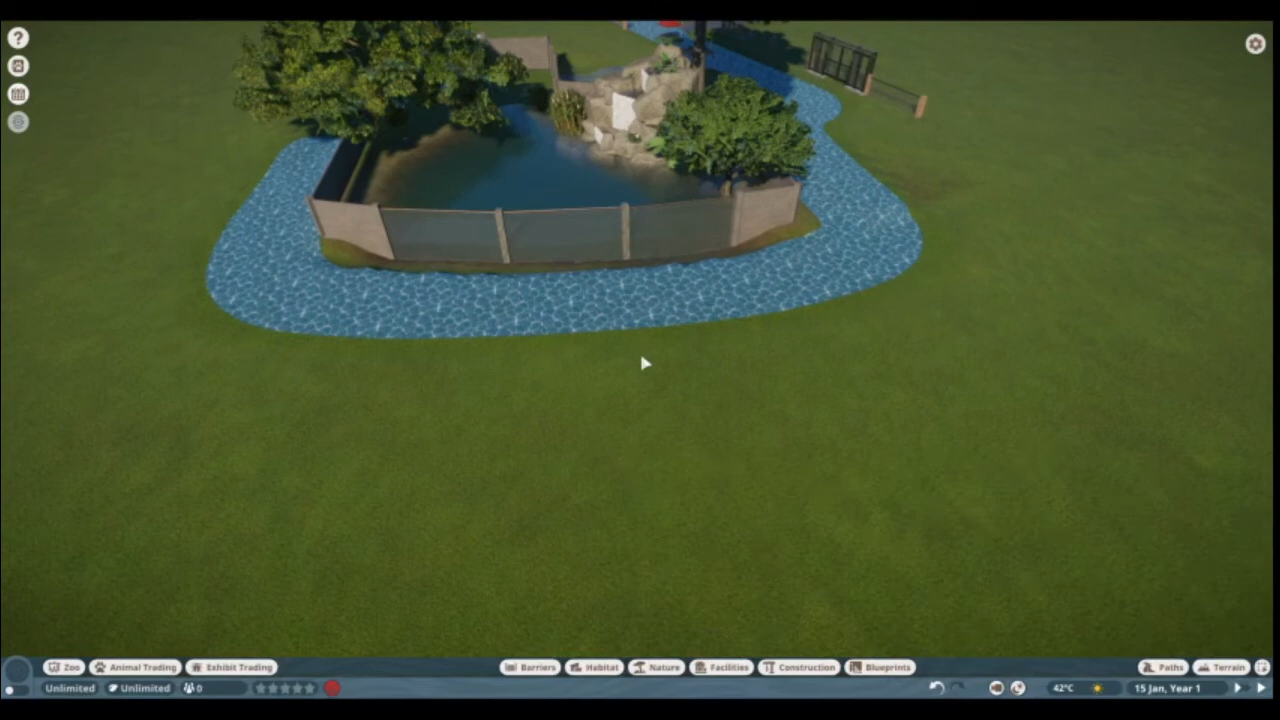 ?
Zoo Animal Trading Exhibit Trading Barriers Habitat Nature Facilities Construction Blueprints Paths Terrain
Unlimited Unlimited 0 42°C 15 Jan, Year 1